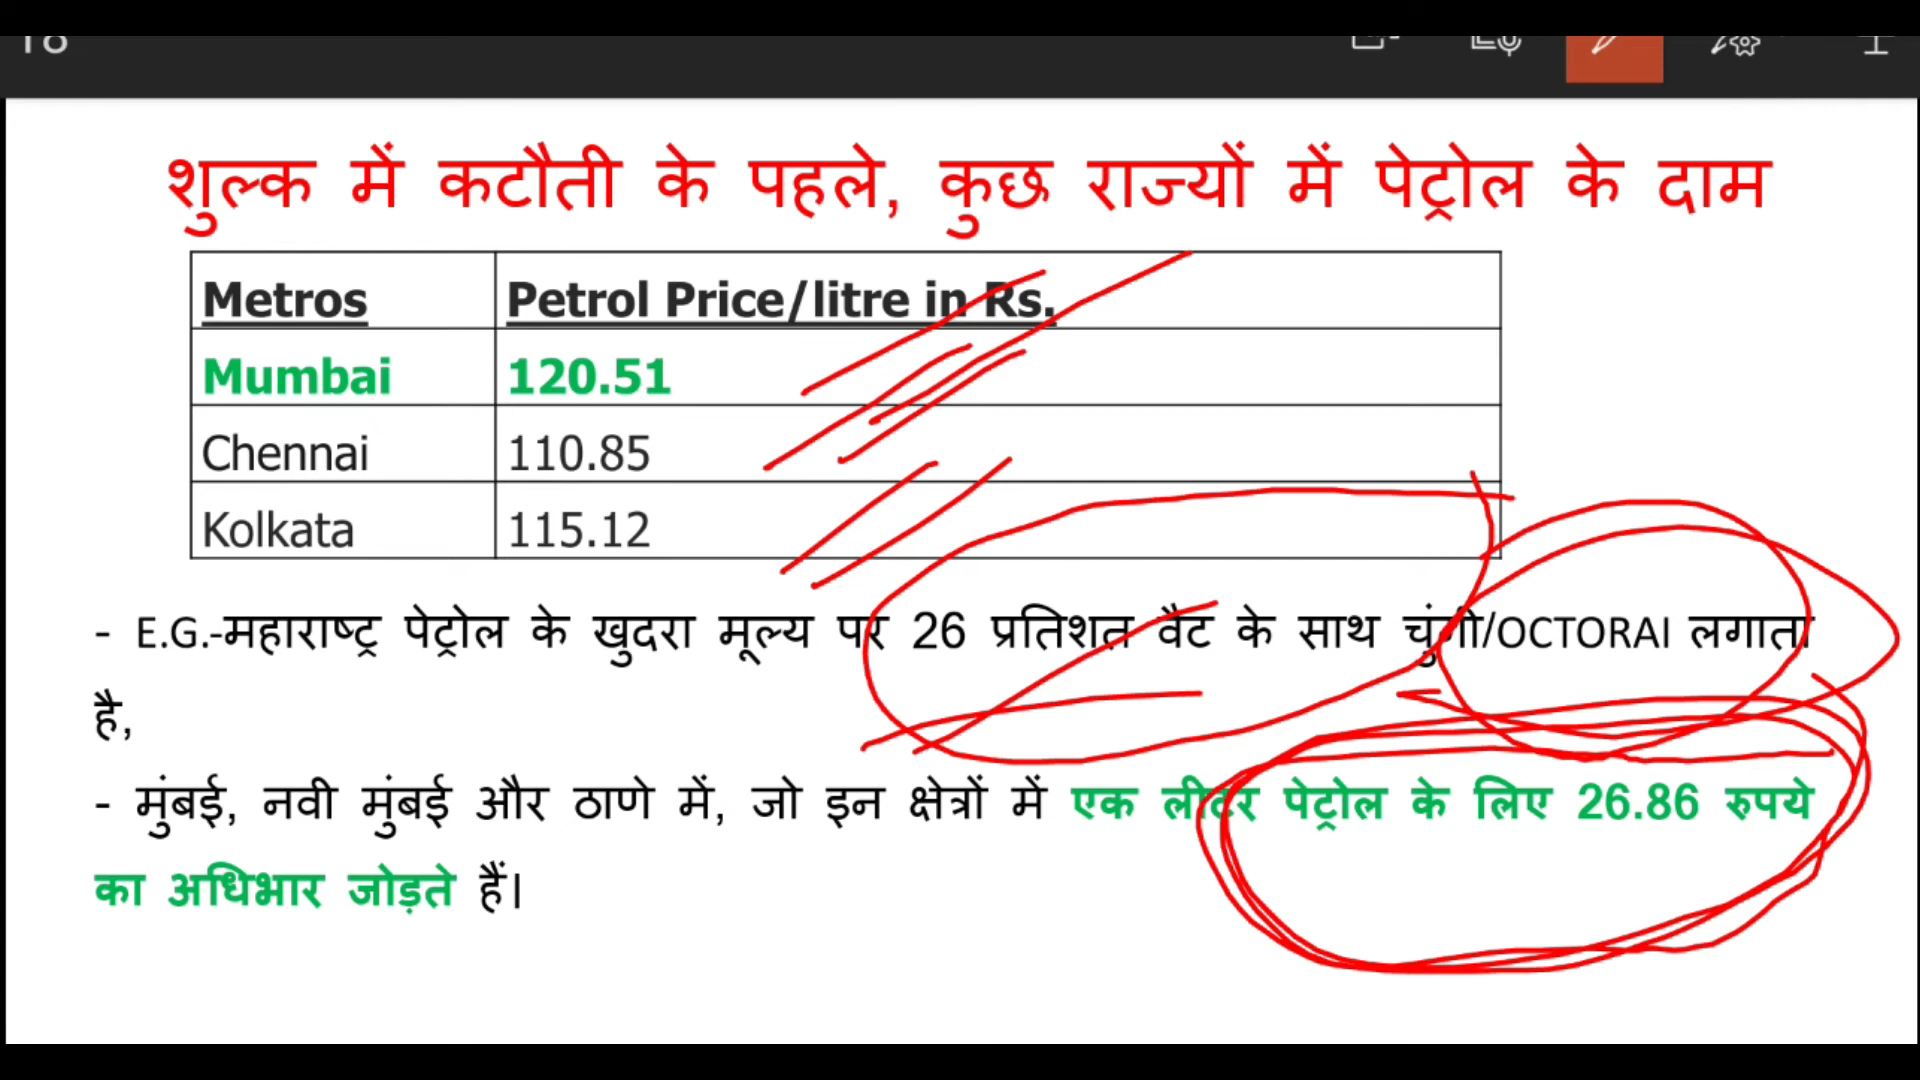 शुल्क में कटौती के पहले, कुछ राज्यों में पेट्रोल के दाम
Metros Petrol Price/litre in Rs.
Mumbai 120.51
Chennai 110.85
Kolkata 115.12
- E.G.-महाराष्ट्र पेट्रोल के खुदरा मूल्य पर 26 प्रतिशत वैट के साथ चुंगी/OCTORAI लगाता
है,
- मुंबई, नवी मुंबई और ठाणे में, जो इन क्षेत्रों में एक लीटर पेट्रोल के लिए 26.86 रुपये
का अधिभार जोड़ते हैं।